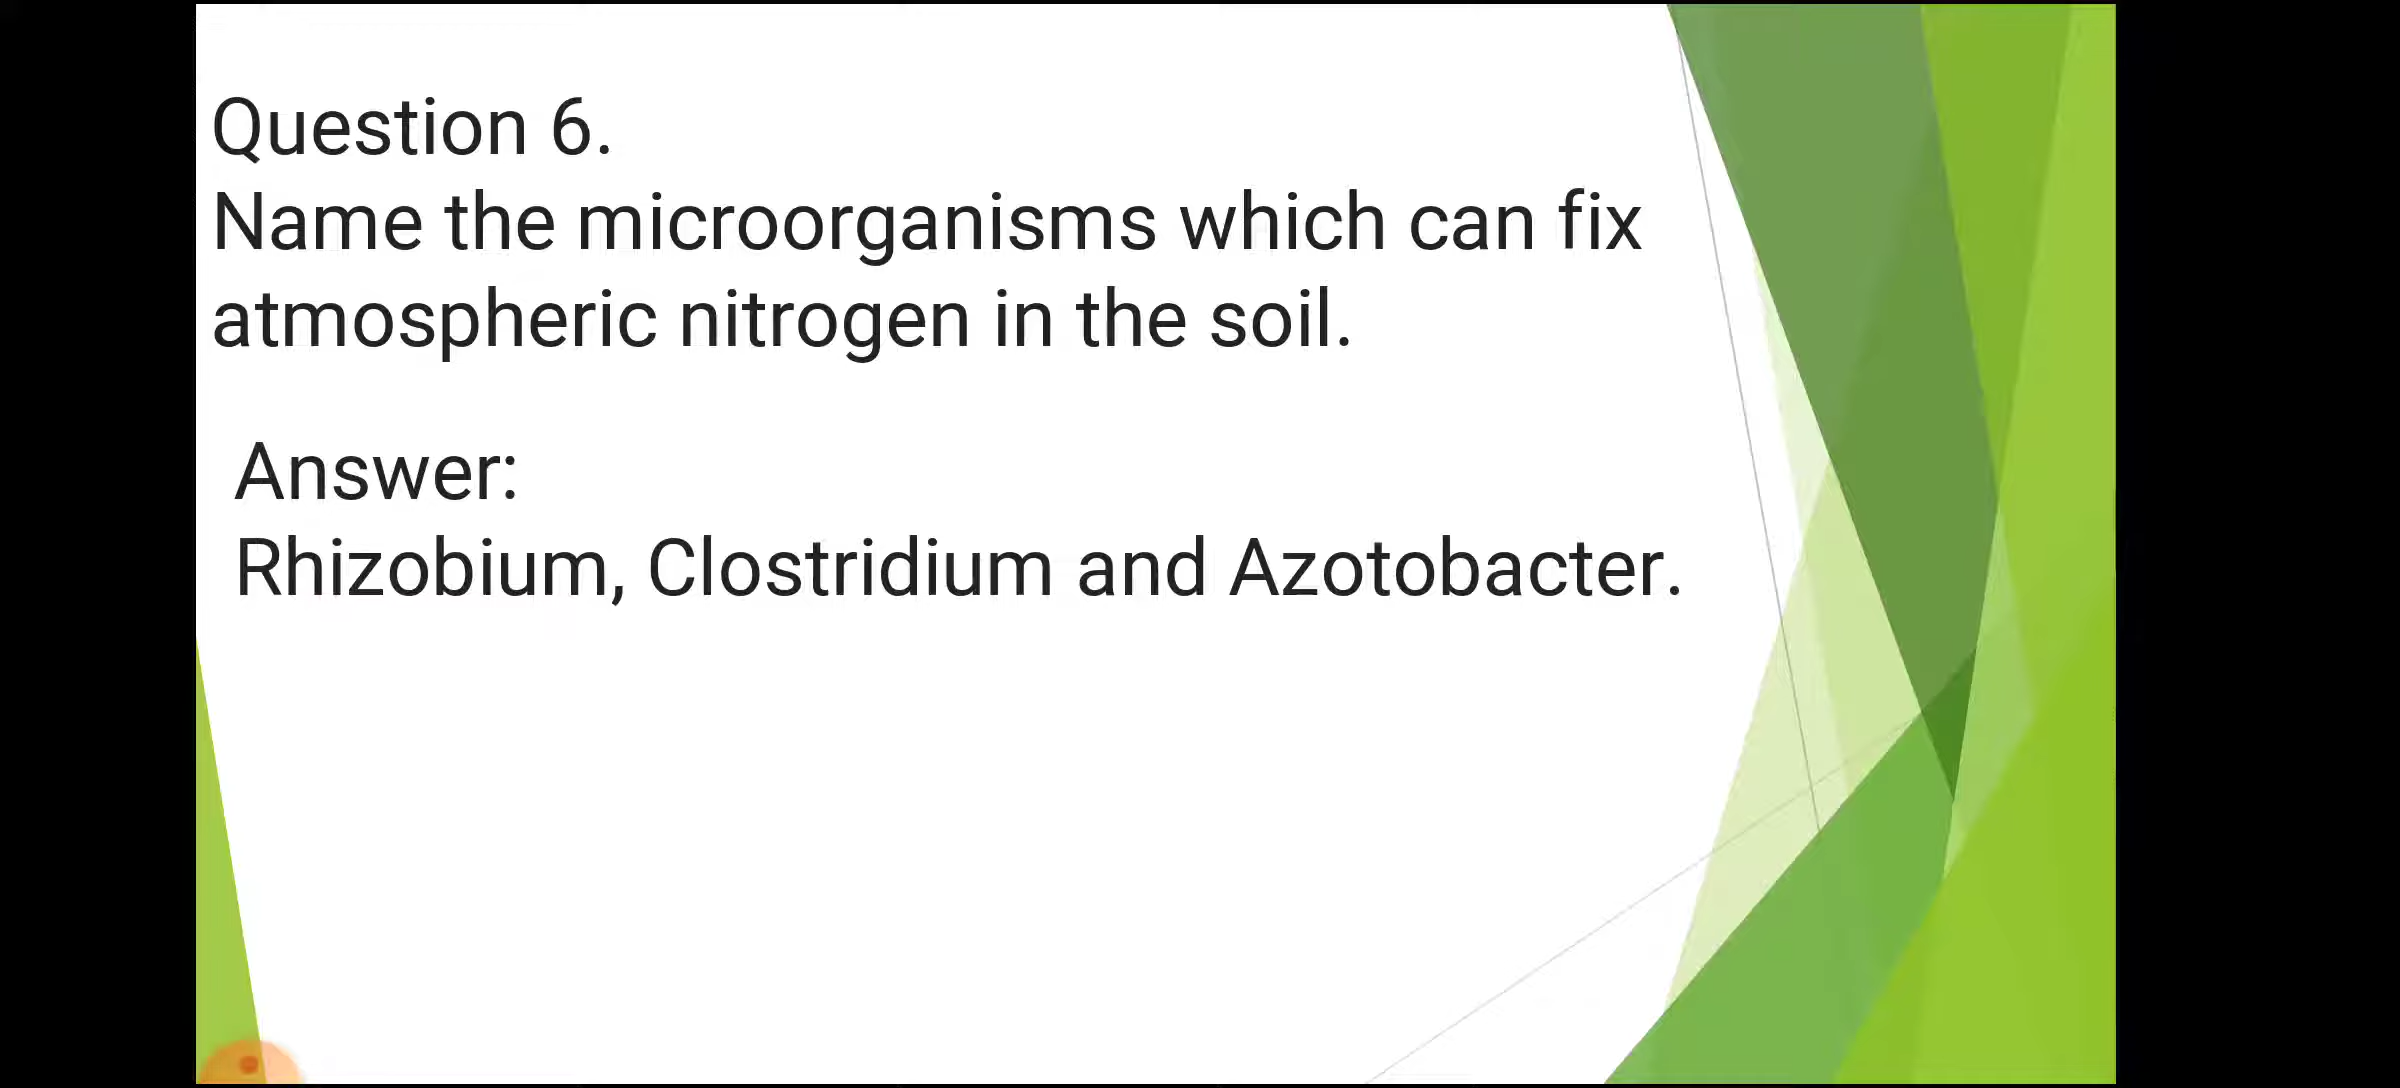 Question 6.
Name the microorganisms which can fix
atmospheric nitrogen in the soil.
Answer:
Rhizobium, Clostridium and Azotobacter.